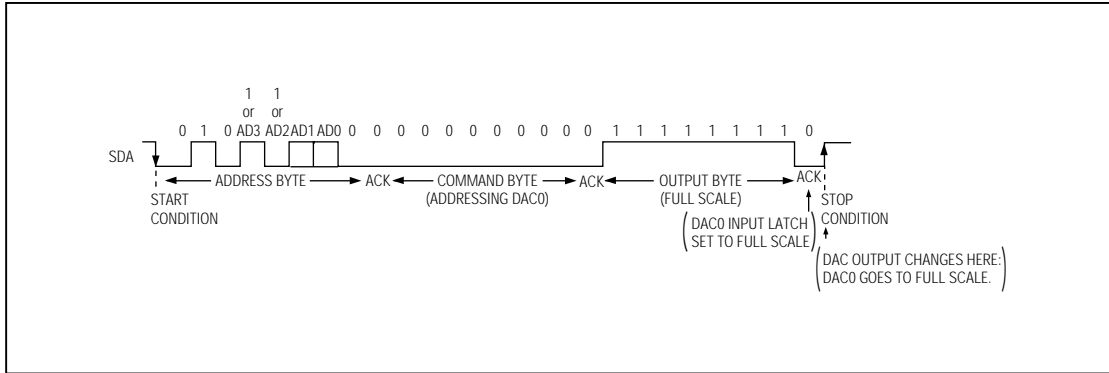 1 1
or or
0 1 0 AD3 AD2 AD1 AD0 0 0 0 0 0 0 0 0 0 0 1 1 1 1 1 1 1 1 0
SDA
ADDRESS BYTE ACK COMMAND BYTE ACK OUTPUT BYTE ACK
(ADDRESSING DAC0) (FULL SCALE)
START STOP
CONDITION CONDITION
(DAC0 INPUT LATCH
SET TO FULL SCALE)
(DAC OUTPUT CHANGES HERE:
DAC0 GOES TO FULL SCALE.)